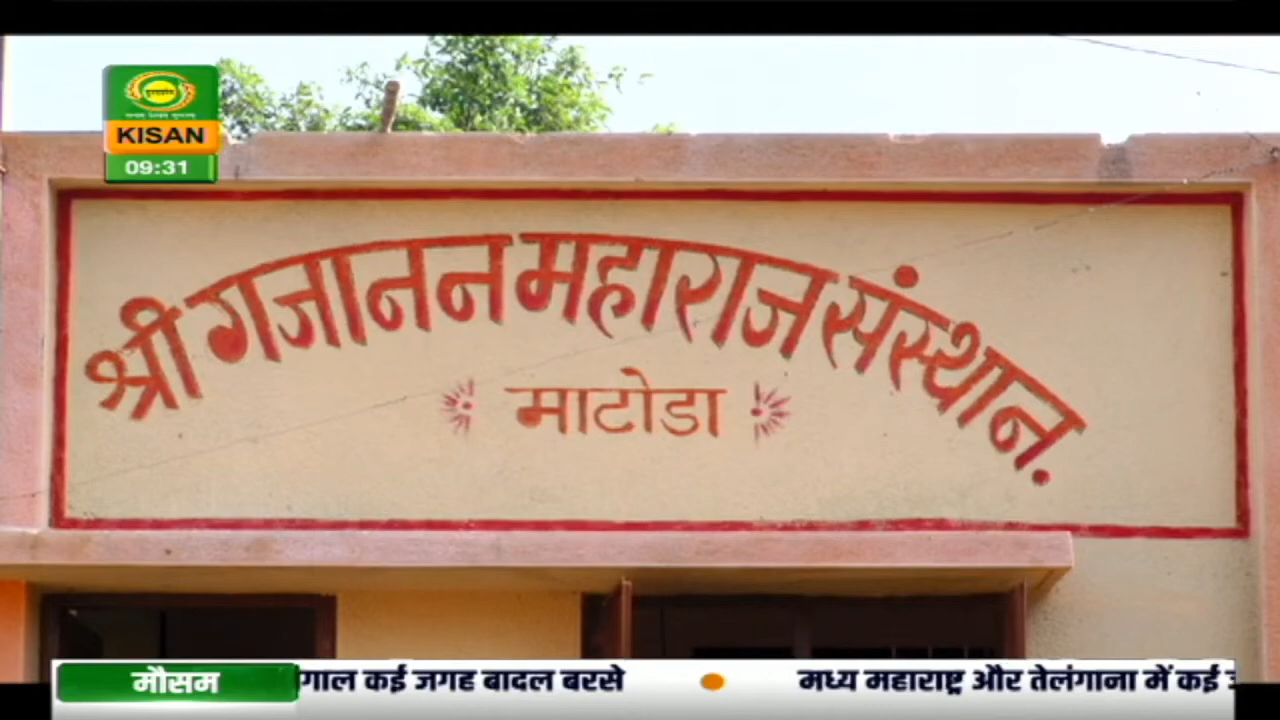 KISAN
09:31
श्री गजानन महाराज संस्थान.
माटोडा
मौसम
गाल कई जगह बादल बरसे
मध्य महाराष्ट्र और तेलंगाना में कई